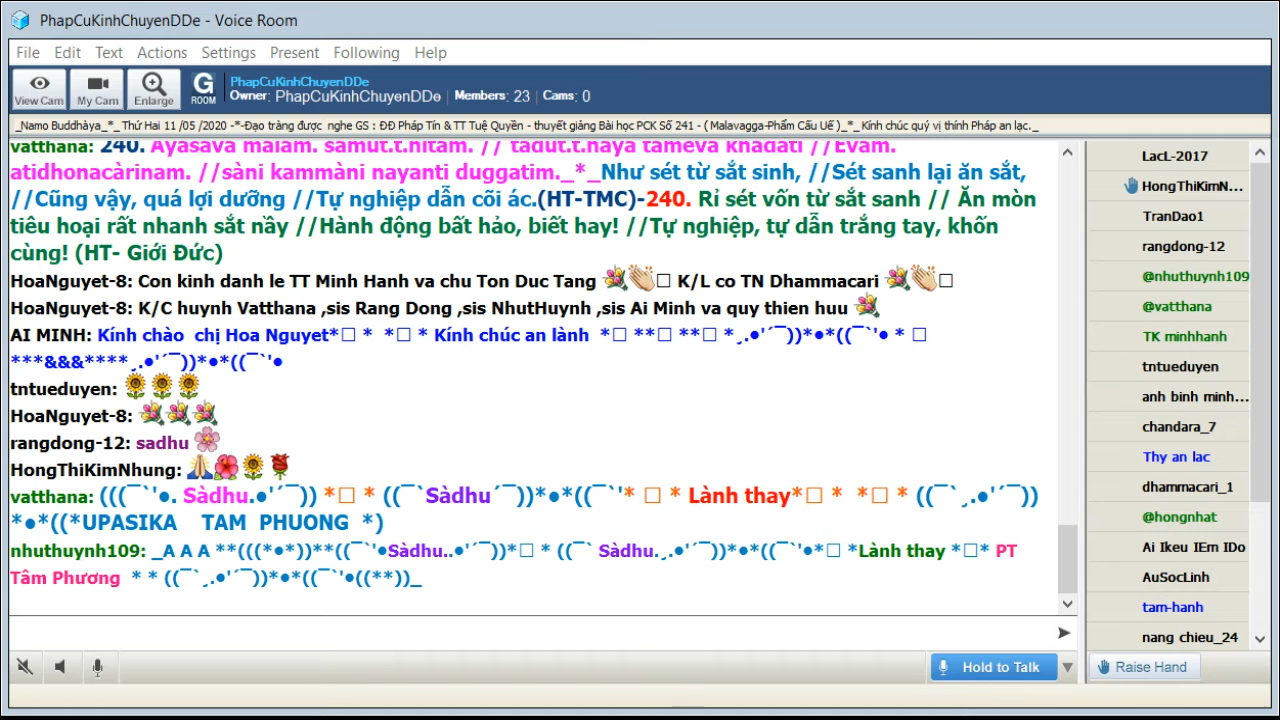 PhapCuKinhChuyenDDe - Voice Room
File Edit Text Actions Settings Present Following Help
View Cam My Cam Enlarge G ROOM
PhapCuKinhChuyenDDe
Owner: PhapCuKinhChuyenDDe Members: 23 Cams: 0
_Namo Buddhàya_*_ Thứ Hai 11 /05 /2020 -*-Đạo tràng được nghe GS : ĐĐ Pháp Tín & TT Tuệ Quyền - thuyết giảng Bài học PCK Số 241 - ( Malavagga-Phẩm Cấu Uế )_*_ Kính chúc quý vị thính Pháp an lạc._
vatthana: 240. Ayasàva malam. samut.t.hitam. // tadut.t.hàya tameva khàdati //Evam.
atidhonacàrinam. //sàni kammàni nayanti duggatim._*_Như sét từ sắt sinh, //Sét sanh lại ăn sắt,
//Cũng vậy, quá lợi dưỡng //Tự nghiệp dẫn cõi ác.(HT-TMC)-240. Rỉ sét vốn từ sắt sanh // Ăn mòn
tiêu hoại rất nhanh sắt nầy //Hành động bất hảo, biết hay! //Tự nghiệp, tự dẫn trắng tay, khốn
cùng! (HT- Giới Đức)
HoaNguyet-8: Con kinh danh le TT Minh Hanh va chu Ton Duc Tang 💐👏□ K/L co TN Dhammacari 💐👏□
HoaNguyet-8: K/C huynh Vatthana ,sis Rang Dong ,sis NhutHuynh ,sis Ai Minh va quy thien huu 💐
AI MINH: Kính chào chị Hoa Nguyet*□ * *□ * Kính chúc an lành *□ **□ **□ *¸.●'´¯))*●*((¯`'● * □
***&&&****¸.●'´¯))●*((¯`'●
tntueduyen: 🌻🌻🌻
HoaNguyet-8: 💐💐💐
rangdong-12: sadhu 🌸
HongThiKimNhung: 🙏🌺🌻🌹
vatthana: (((¯`'●. Sàdhu.●'´¯)) *□ * ((¯`Sàdhu´¯))*●*((¯`'* □ * Lành thay*□ * *□ * ((¯`¸.●'´¯))
*●*((*UPASIKA TAM PHUONG *)
nhuthuynh109: _A A A **(((*●*))**((¯`'●Sàdhu..●'´¯))*□ * ((¯` Sàdhu.¸.●'´¯))*●*((¯`'●*□ *Lành thay *□* PT
Tâm Phương * * ((¯`¸.●'´¯))*●*((¯`'●((**))_
Hold to Talk
LacL-2017
HongThiKimN...
TranDao1
rangdong-12
@nhuthuynh109
@vatthana
TK minhhanh
tntueduyen
anh binh minh...
chandara_7
Thy an lac
dhammacari_1
@hongnhat
Ai Ikeu IEm IDo
AuSocLinh
tam-hanh
nang chieu_24
Raise Hand